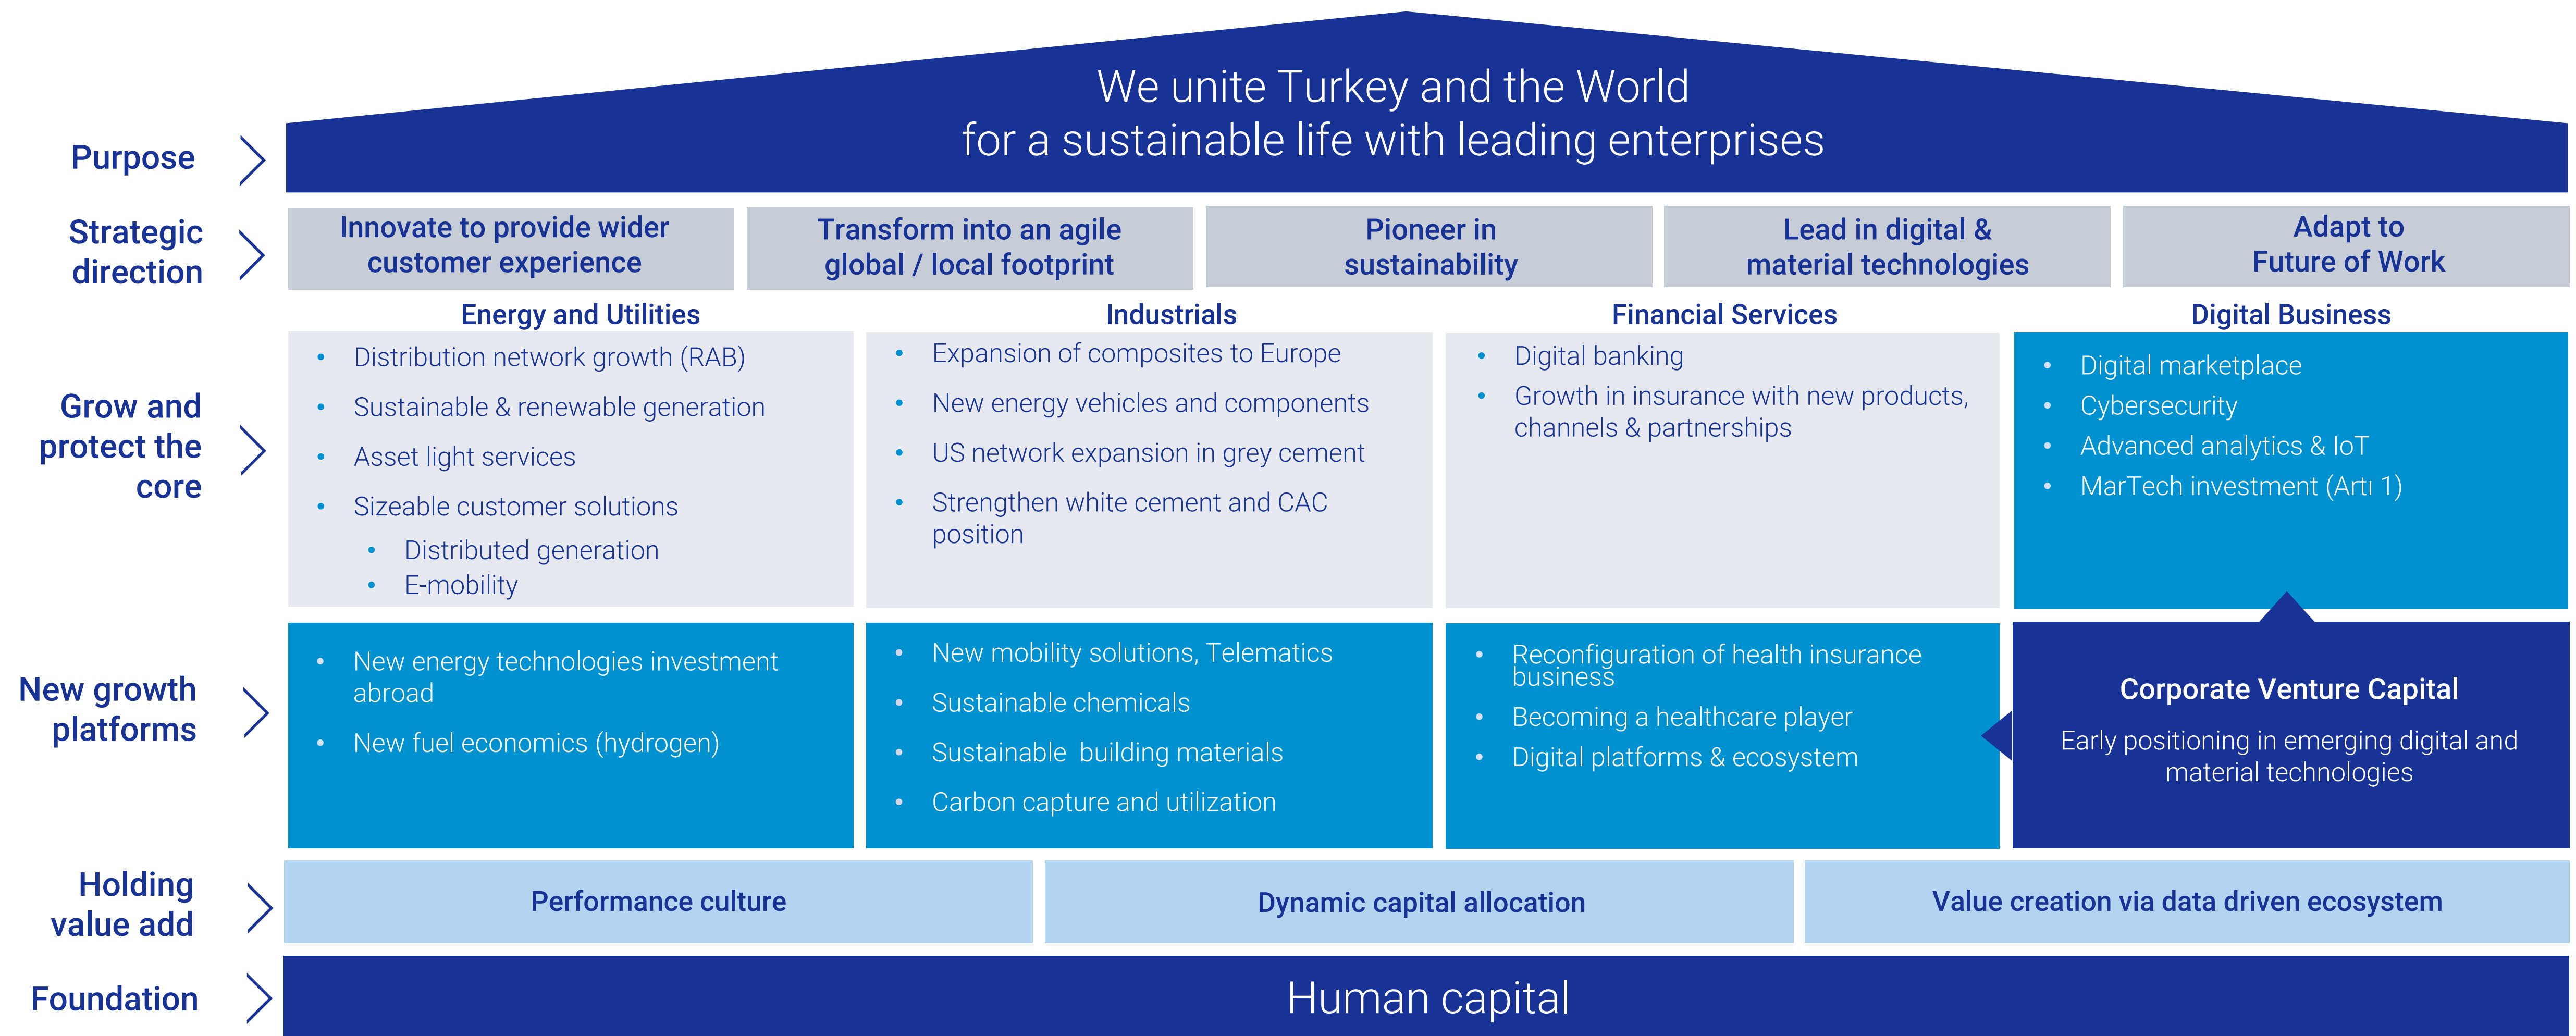 We unite Turkey and the World
for a sustainable life with leading enterprises
Purpose
Strategic
direction
Innovate to provide wider
customer experience
Transform into an agile
global / local footprint
Pioneer in
sustainability
Lead in digital &
material technologies
Adapt to
Future of Work
Energy and Utilities
Industrials
Financial Services
Digital Business
Grow and
protect the
core
• Distribution network growth (RAB)
• Sustainable & renewable generation
• Asset light services
• Sizeable customer solutions
• Distributed generation
• E-mobility
• Expansion of composites to Europe
• New energy vehicles and components
• US network expansion in grey cement
• Strengthen white cement and CAC
position
• Digital banking
• Growth in insurance with new products,
channels & partnerships
• Digital marketplace
• Cybersecurity
• Advanced analytics & IoT
• MarTech investment (Artı 1)
New growth
platforms
• New energy technologies investment
abroad
• New fuel economics (hydrogen)
• New mobility solutions, Telematics
• Sustainable chemicals
• Sustainable  building materials
• Carbon capture and utilization
• Reconfiguration of health insurance
business
• Becoming a healthcare player
• Digital platforms & ecosystem
Corporate Venture Capital
Early positioning in emerging digital and
material technologies
Holding
value add
Performance culture
Dynamic capital allocation
Value creation via data driven ecosystem
Foundation
Human capital